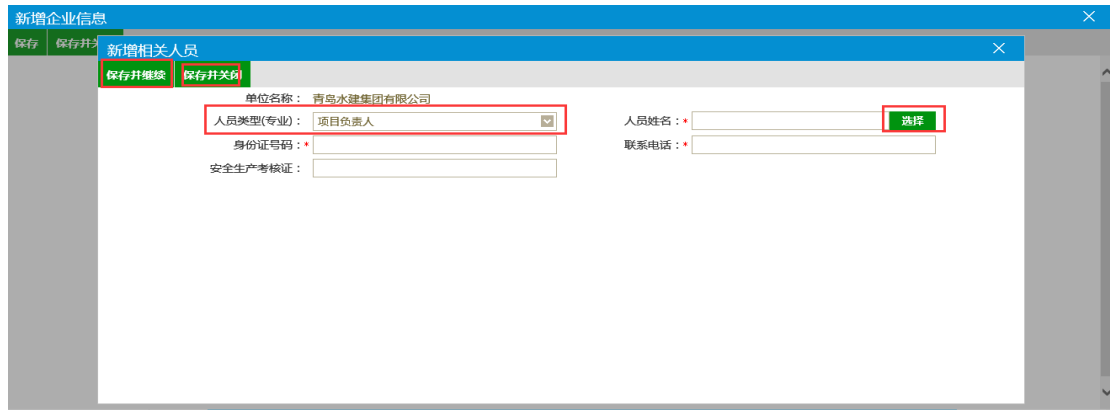 新增企业信息
保存 保存并
新增相关人员
保存并继续 保存并关闭
单位名称： 青岛水建集团有限公司
人员类型(专业)： 项目负责人 人员姓名：* 选择
身份证号码：* 联系电话：*
安全生产考核证：